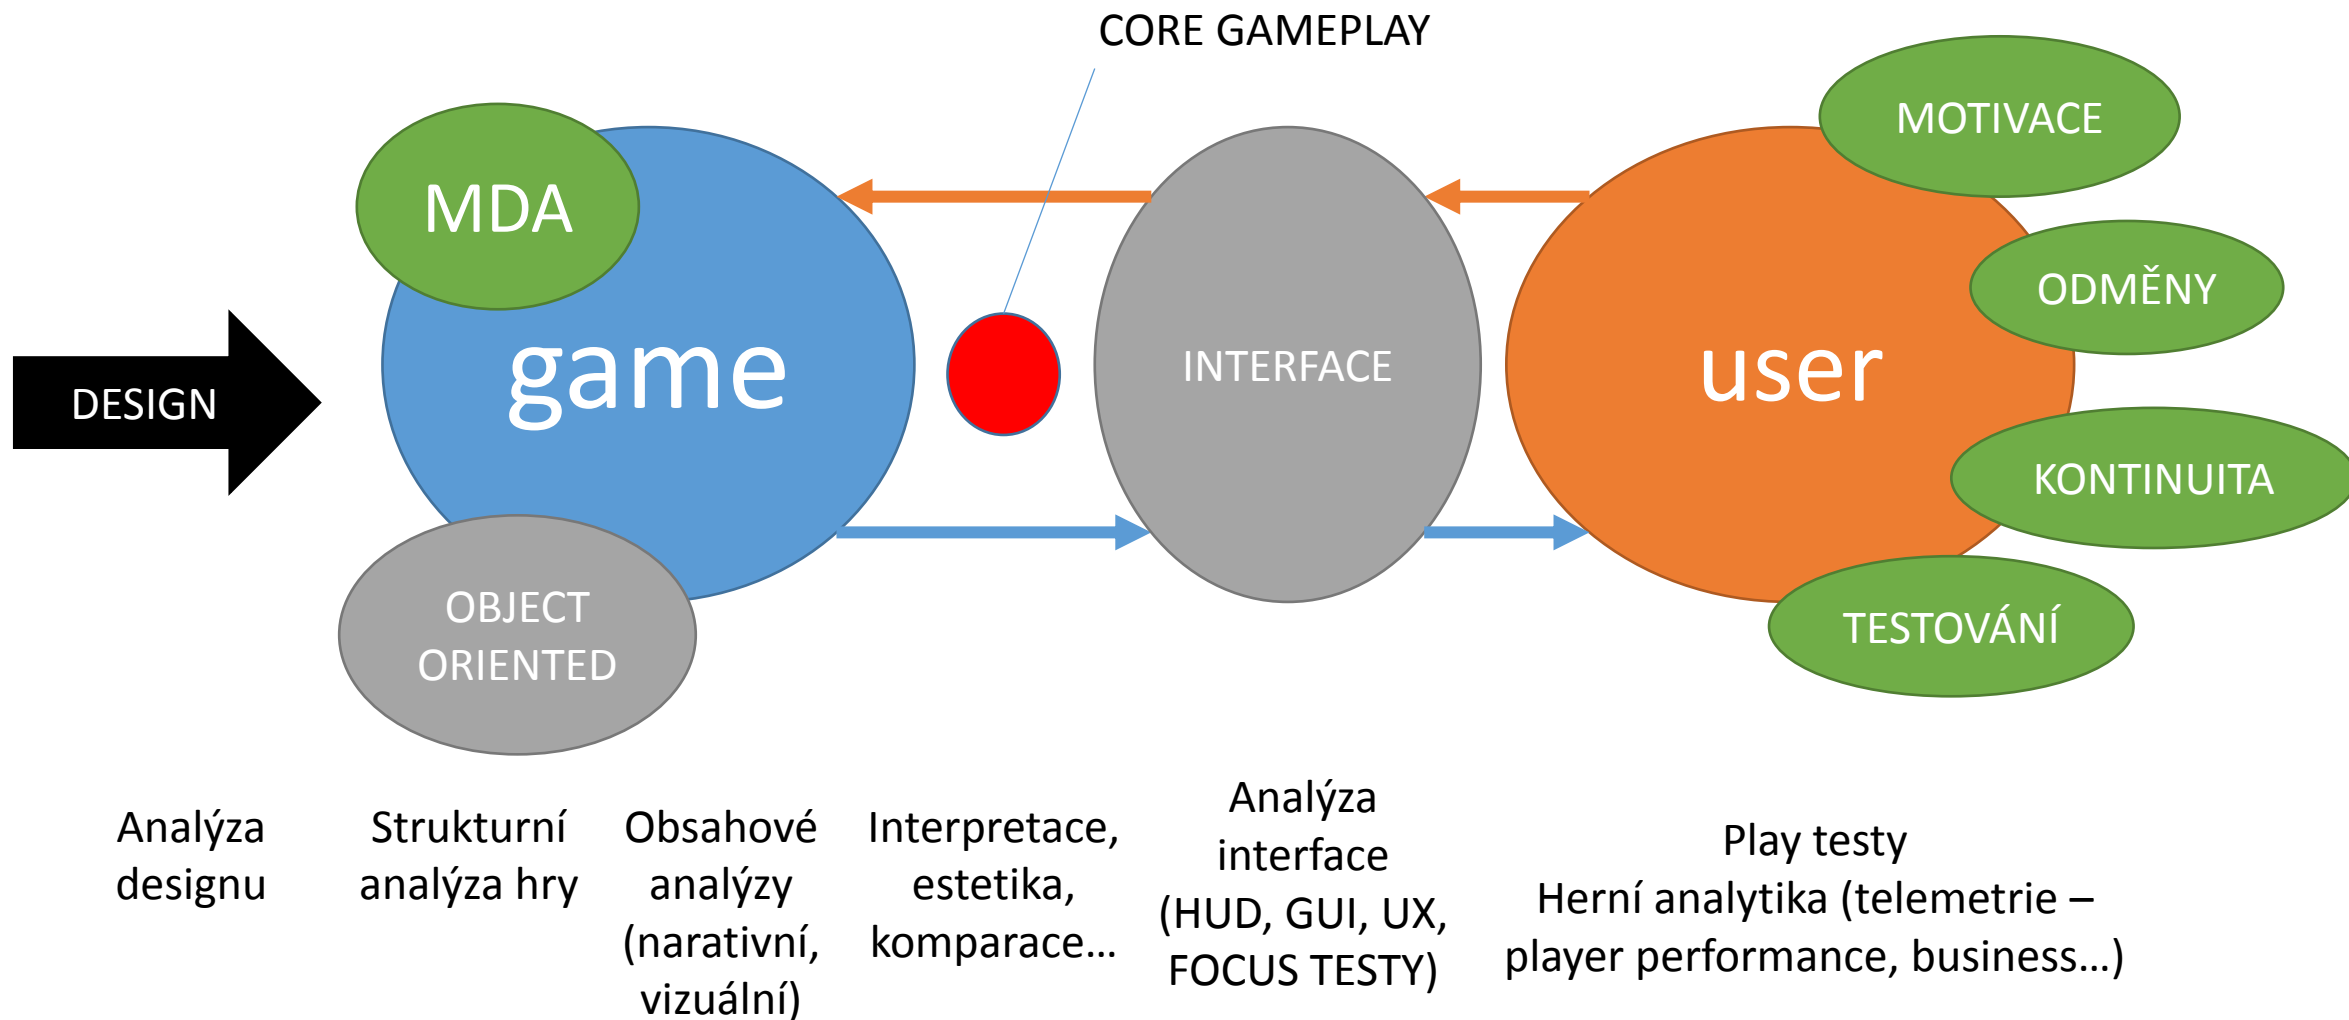 CORE GAMEPLAY
MOTIVACE
MDA
ODMĚNY
game
INTERFACE
user
DESIGN
KONTINUITA
OBJECT
ORIENTED
TESTOVÁNÍ
Analýza
designu
Strukturní
analýza hry
Obsahové
analýzy
(narativní,
vizuální)
Interpretace,
estetika,
komparace…
Analýza
interface
(HUD, GUI, UX,
FOCUS TESTY)
Play testy
Herní analytika (telemetrie –
player performance, business…)